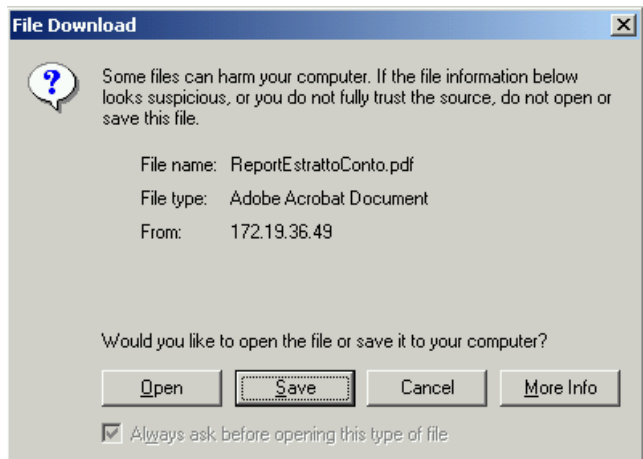 File Download
Some files can harm your computer. If the file information below
looks suspicious, or you do not fully trust the source, do not open or
save this file.
File name: ReportEstrattoConto.pdf
File type: Adobe Acrobat Document
From: 172.19.36.49
Would you like to open the file or save it to your computer?
Open Save Cancel More Info
Always ask before opening this type of file